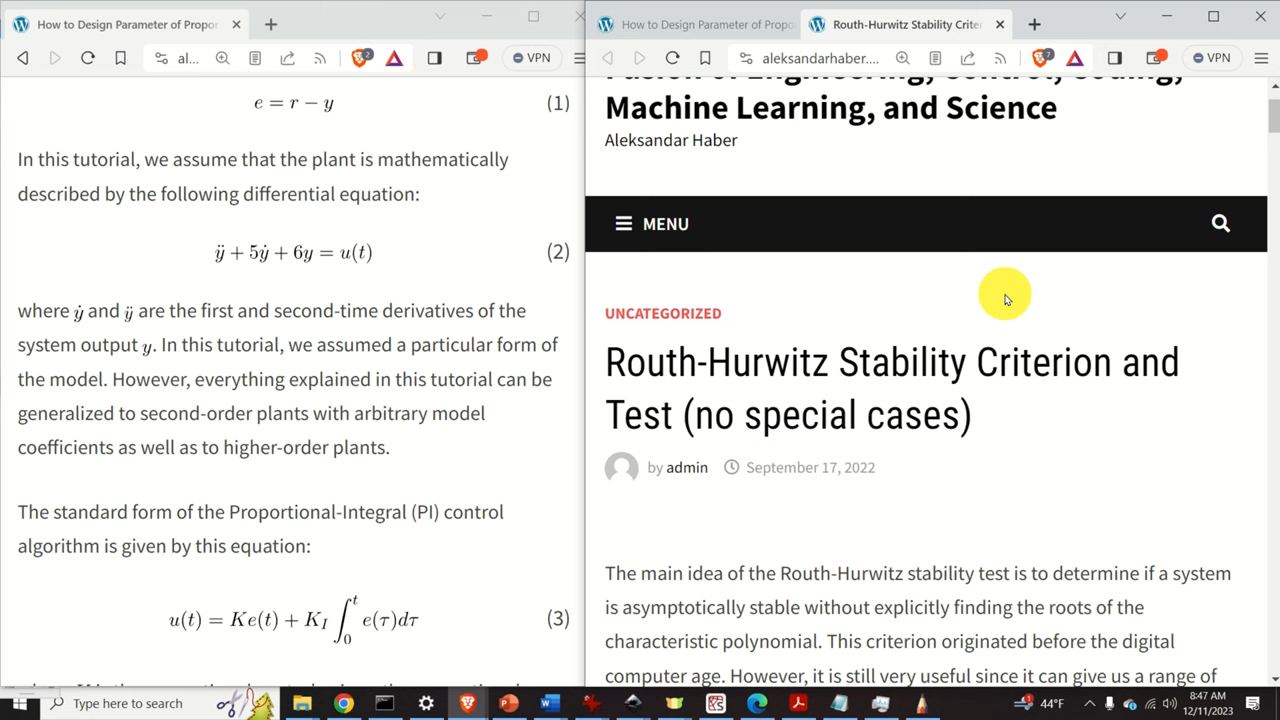 How to Design Parameter of Propor
al...
2
VPN
e = r − y (1)
In this tutorial, we assume that the plant is mathematically
described by the following differential equation:
ÿ + 5ẏ + 6y = u(t) (2)
where ẏ and ÿ are the first and second-time derivatives of the
system output y. In this tutorial, we assumed a particular form of
the model. However, everything explained in this tutorial can be
generalized to second-order plants with arbitrary model
coefficients as well as to higher-order plants.
The standard form of the Proportional-Integral (PI) control
algorithm is given by this equation:
u(t) = Ke(t) + K_I ∫_0^t e(τ)dτ (3)
How to Design Parameter of Propo
Routh-Hurwitz Stability Criter
aleksandarhaber....
7
VPN
Fusion of Engineering, Control, Coding,
Machine Learning, and Science
Aleksandar Haber
MENU
UNCATEGORIZED
Routh-Hurwitz Stability Criterion and
Test (no special cases)
by admin September 17, 2022
The main idea of the Routh-Hurwitz stability test is to determine if a system
is asymptotically stable without explicitly finding the roots of the
characteristic polynomial. This criterion originated before the digital
computer age. However, it is still very useful since it can give us a range of
Type here to search
44°F
8:47 AM
12/11/2023